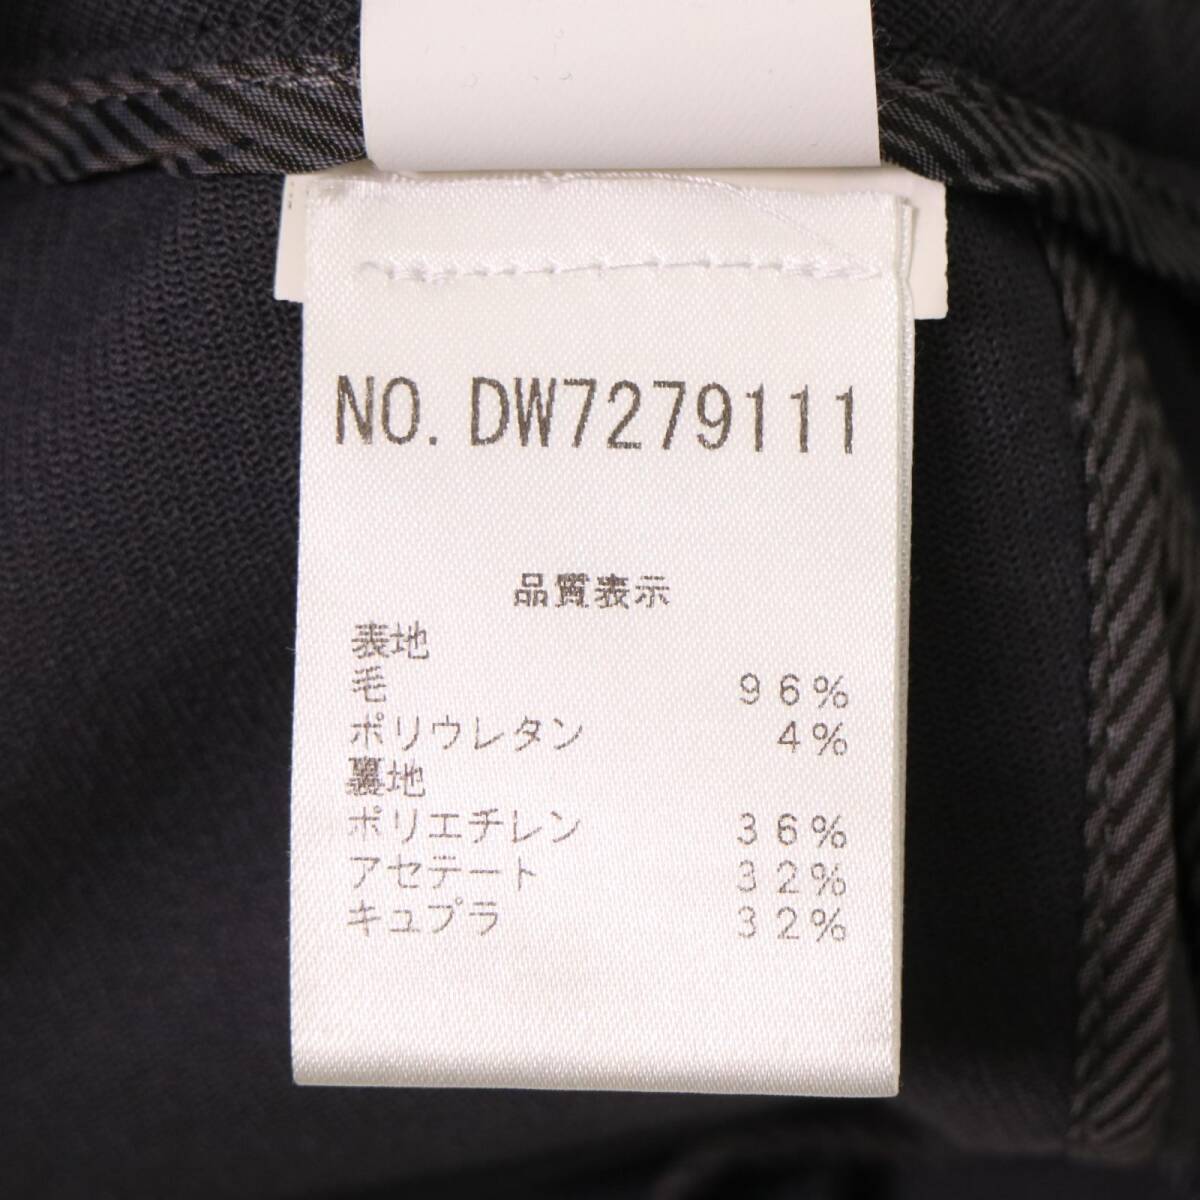 NO. DW7279111
品質表示
表地
毛 96%
ポリウレタン 4%
裏地
ポリエチレン 36%
アセテート 32%
キュプラ 32%